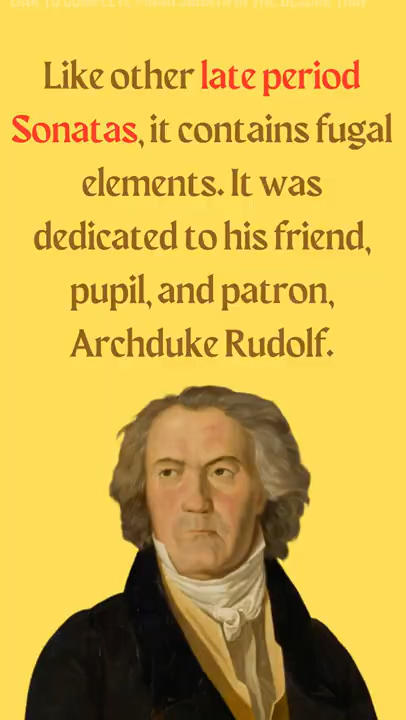 Like other late period
Sonatas, it contains fugal
elements. It was
dedicated to his friend,
pupil, and patron,
Archduke Rudolf.